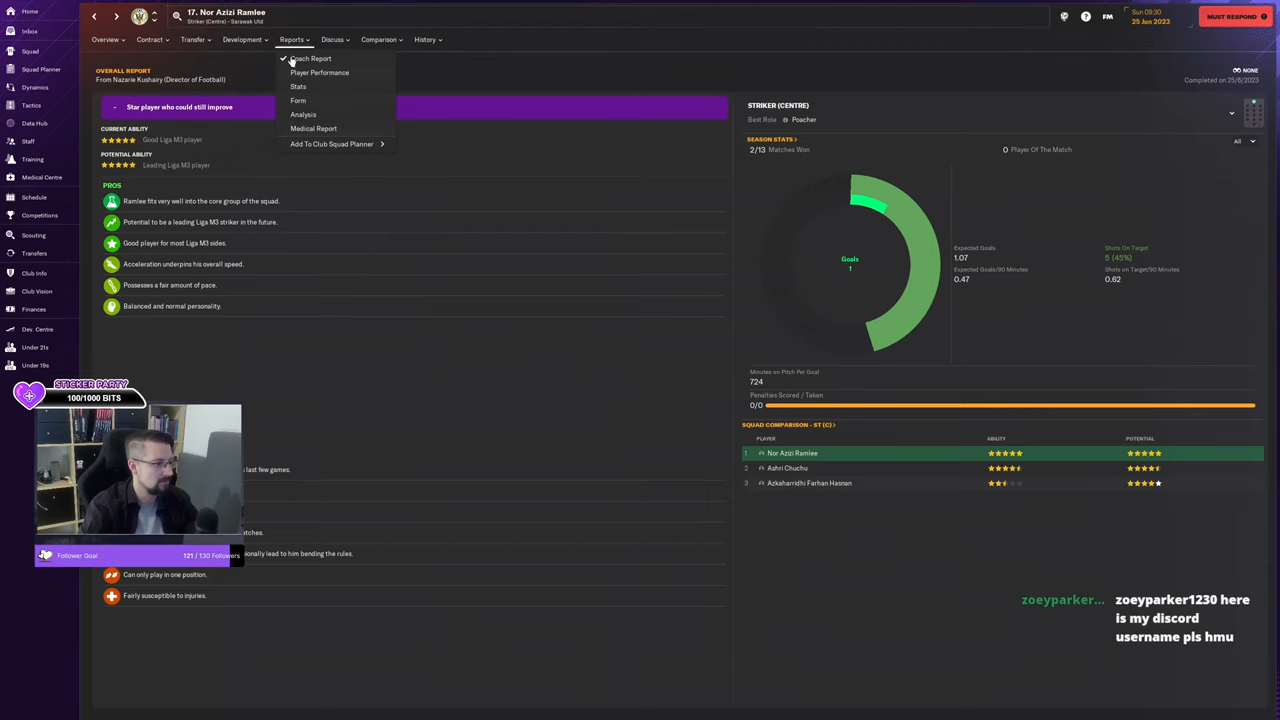 Home
Inbox
Squad
Squad Planner
Dynamics
Tactics
Data Hub
Staff
Training
Medical Centre
Schedule
Competitions
Scouting
Transfers
Club Info
Club Vision
Finances
Dev. Centre
Under 21s
Under 19s
17. Nor Azizi Ramlee
Striker (Centre) - Sarawak Utd
FM
Sun 09:30
25 Jun 2023
MUST RESPOND
Overview
Contract
Transfer
Development
Reports
Discuss
Comparison
History
Coach Report
Player Performance
Stats
Form
Analysis
Medical Report
Add To Club Squad Planner
OVERALL REPORT
From Nazarie Kushairy (Director of Football)
NONE
Completed on 25/6/2023
- Star player who could still improve
CURRENT ABILITY
Good Liga M3 player
POTENTIAL ABILITY
Leading Liga M3 player
PROS
Ramlee fits very well into the core group of the squad.
Potential to be a leading Liga M3 striker in the future.
Good player for most Liga M3 sides.
Acceleration underpins his overall speed.
Possesses a fair amount of pace.
Balanced and normal personality.
last few games.
atches.
ionally lead to him bending the rules.
Can only play in one position.
Fairly susceptible to injuries.
STRIKER (CENTRE)
Best Role Poacher
SEASON STATS >
All
2/13 Matches Won
0 Player Of The Match
Goals
1
Expected Goals
1.07
Expected Goals/90 Minutes
0.47
Shots On Target
5 (45%)
Shots on Target/90 Minutes
0.62
Minutes on Pitch Per Goal
724
Penalties Scored / Taken
0/0
SQUAD COMPARISON - ST (C) >
PLAYER ABILITY POTENTIAL
1 Nor Azizi Ramlee
2 Ashri Chuchu
3 Azkaharridhi Farhan Hasnan
STICKER PARTY
100/1000 BITS
Follower Goal 121 / 130 Followers
zoeyparker... zoeyparker1230 here
is my discord
username pls hmu